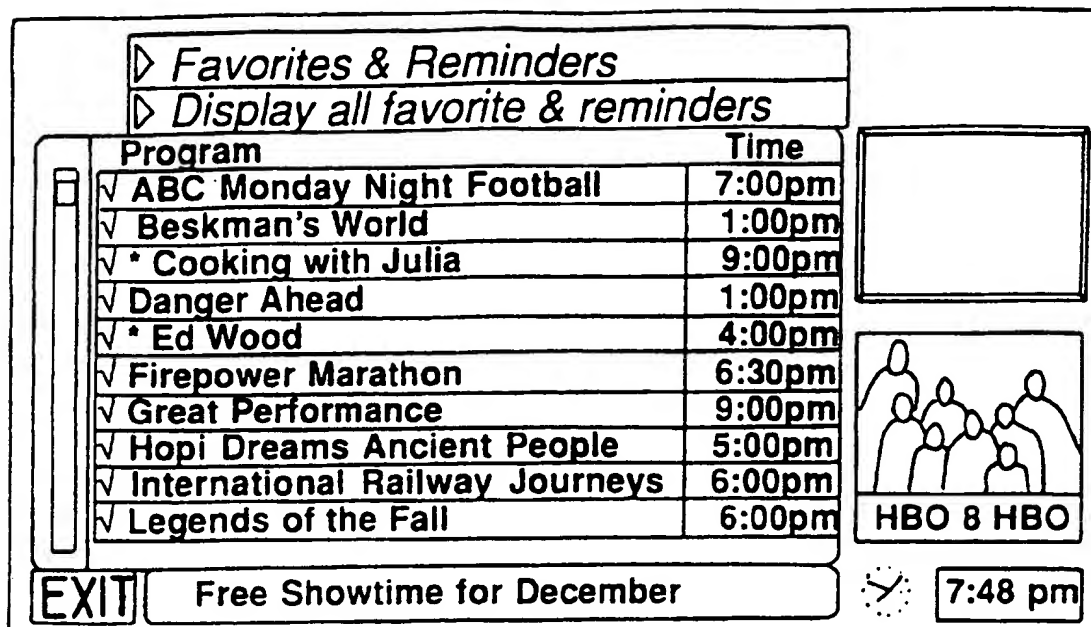 ▷ Favorites & Reminders
▷ Display all favorite & reminders
Program Time
√ ABC Monday Night Football 7:00pm
√ Beskman's World 1:00pm
√ * Cooking with Julia 9:00pm
√ Danger Ahead 1:00pm
√ * Ed Wood 4:00pm
√ Firepower Marathon 6:30pm
√ Great Performance 9:00pm
√ Hopi Dreams Ancient People 5:00pm
√ International Railway Journeys 6:00pm
√ Legends of the Fall 6:00pm
HBO 8 HBO
EXIT Free Showtime for December 7:48 pm